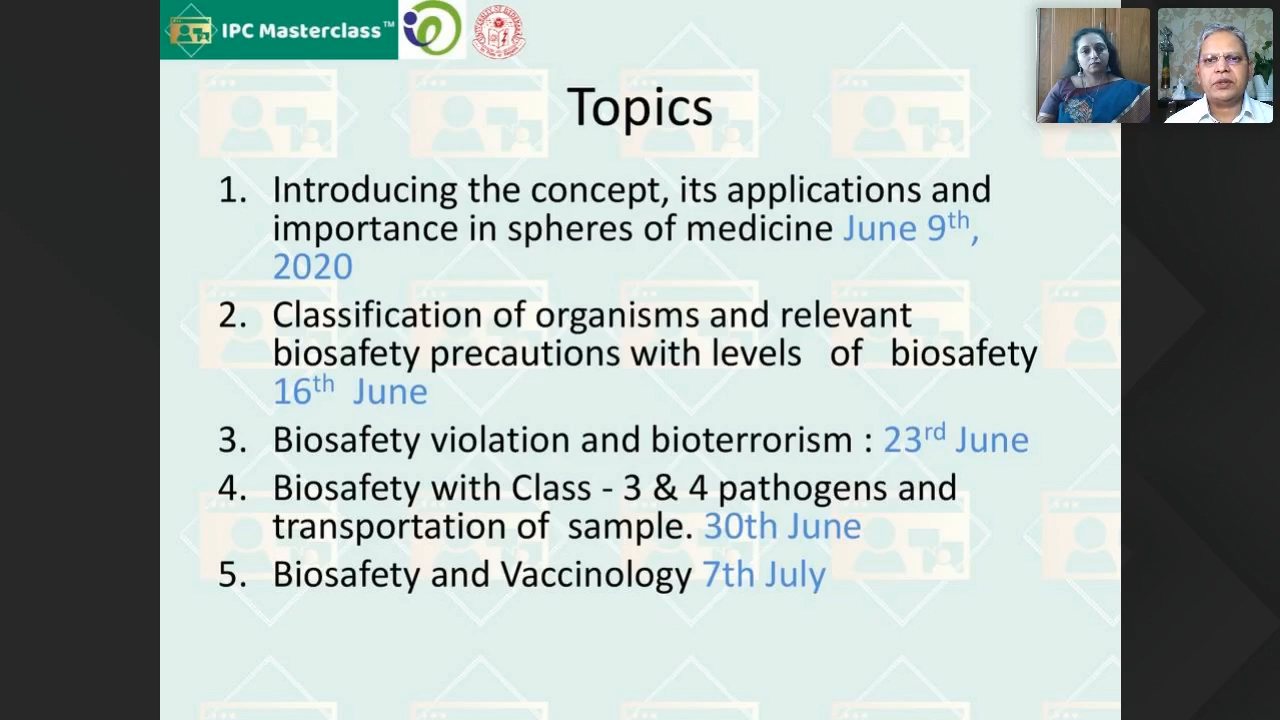 IPC Masterclass™
Topics
1. Introducing the concept, its applications and
importance in spheres of medicine June 9th,
2020
2. Classification of organisms and relevant
biosafety precautions with levels of biosafety
16th June
3. Biosafety violation and bioterrorism : 23rd June
4. Biosafety with Class - 3 & 4 pathogens and
transportation of sample. 30th June
5. Biosafety and Vaccinology 7th July